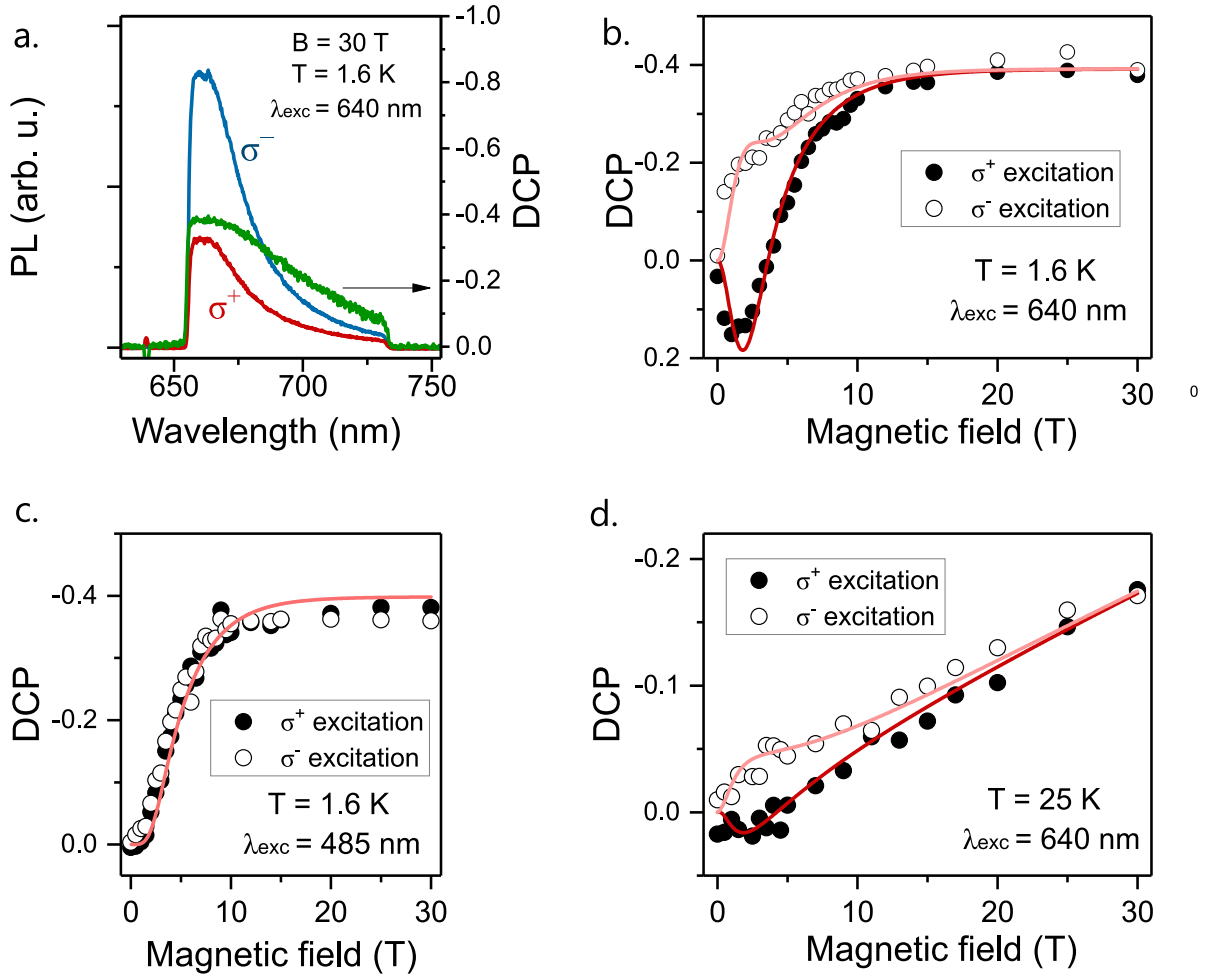 a.
PL (arb. u.)
B = 30 T
T = 1.6 K
λexc = 640 nm
σ⁻
σ⁺
-1.0
-0.8
-0.6
-0.4
-0.2
0.0
DCP
650 700 750
Wavelength (nm)
b.
DCP
-0.4
-0.2
0.0
0.2
σ⁺ excitation
σ⁻ excitation
T = 1.6 K
λexc = 640 nm
0 10 20 30
Magnetic field (T)
0
c.
DCP
-0.4
-0.2
0.0
σ⁺ excitation
σ⁻ excitation
T = 1.6 K
λexc = 485 nm
0 10 20 30
Magnetic field (T)
d.
DCP
-0.2
-0.1
0.0
σ⁺ excitation
σ⁻ excitation
T = 25 K
λexc = 640 nm
0 10 20 30
Magnetic field (T)